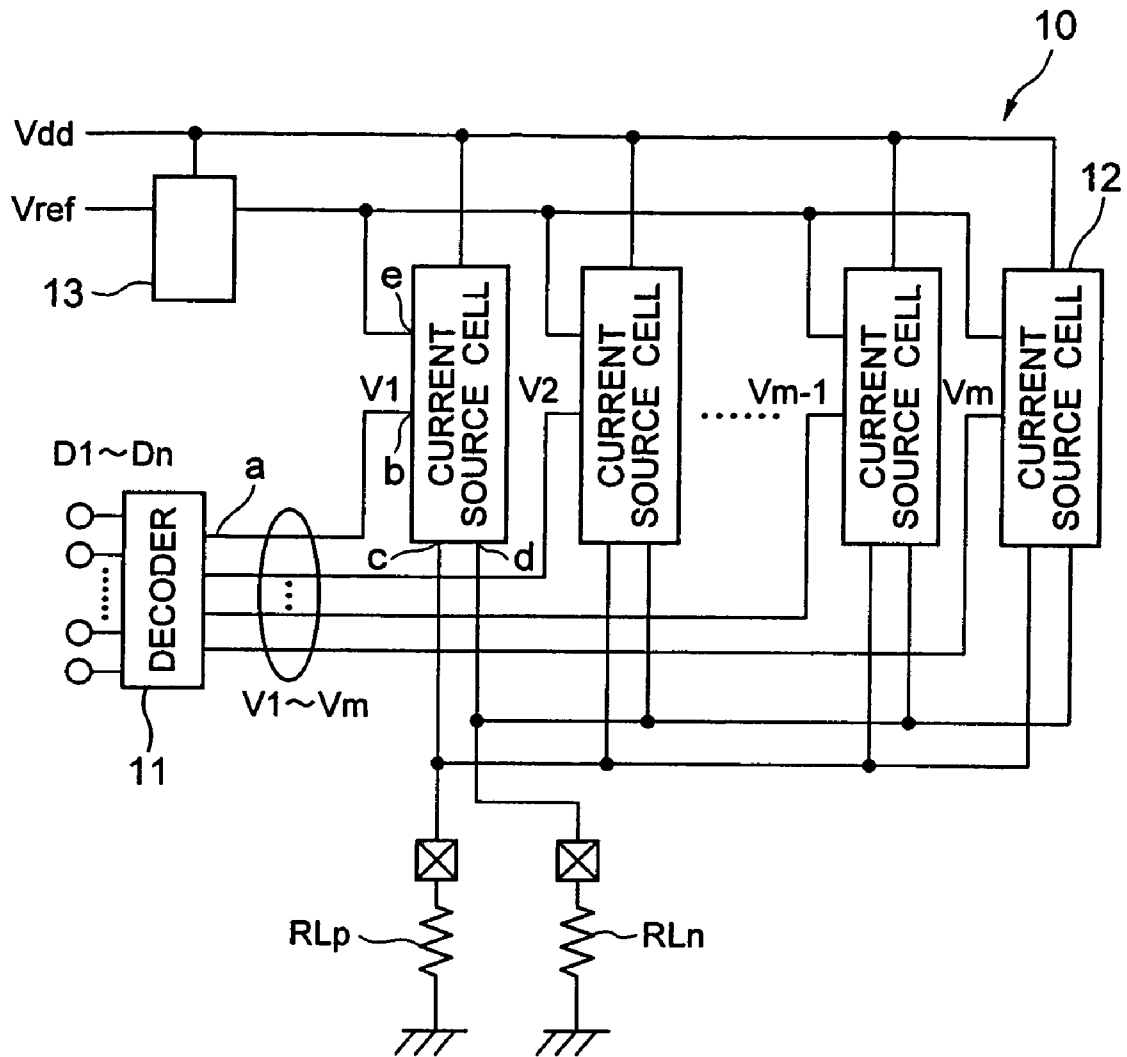 10
Vdd
Vref
12
13
e
CURRENT
SOURCE CELL
CURRENT
SOURCE CELL
CURRENT
SOURCE CELL
CURRENT
SOURCE CELL
V1
V2
........ Vm-1
Vm
b
D1~Dn
a
DECODER
c
d
V1~Vm
11
RLp
RLn